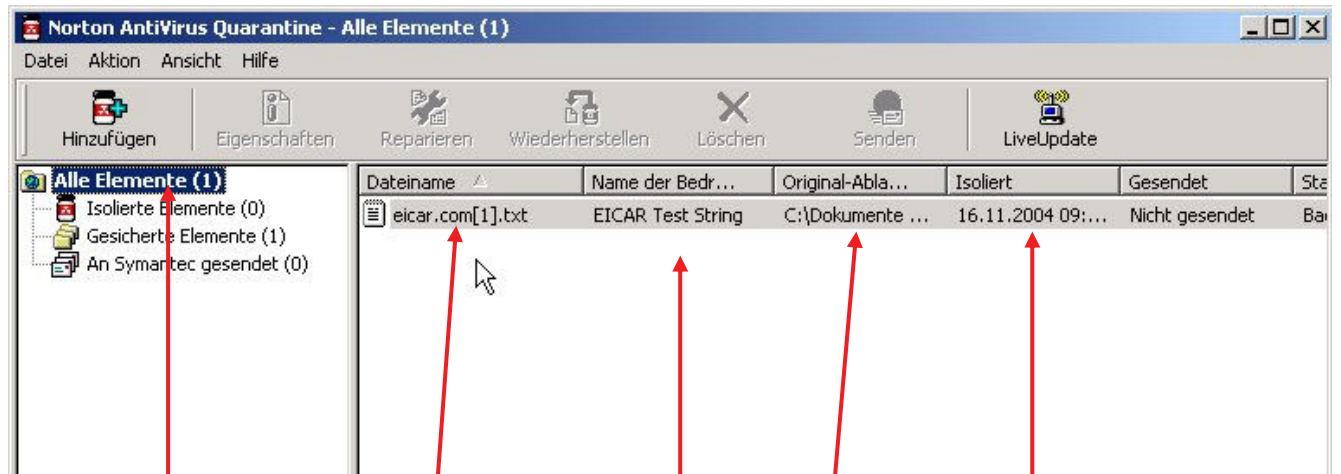 Norton AntiVirus Quarantine - Alle Elemente (1)
Datei Aktion Ansicht Hilfe
Hinzufügen Eigenschaften Reparieren Wiederherstellen Löschen Senden LiveUpdate
Alle Elemente (1)
Isolierte Elemente (0)
Gesicherte Elemente (1)
An Symantec gesendet (0)
Dateiname Name der Bedr... Original-Abla... Isoliert Gesendet Sta
eicar.com[1].txt EICAR Test String C:\Dokumente ... 16.11.2004 09:... Nicht gesendet Ba